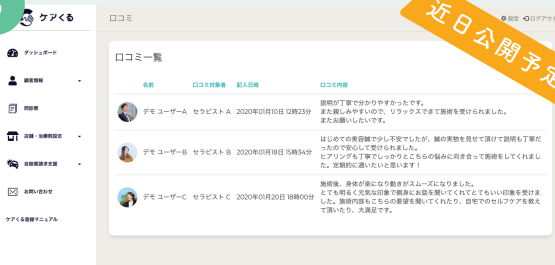 ケアくる
口コミ
設定
ログアウト
近日公開予定
ダッシュボード
顧客情報
問診票
店舗・治療院設定
自賠責請求支援
お問い合わせ
ケアくる登録マニュアル
口コミ一覧
名前 口コミ対象者 記入日時 口コミ内容
デモ ユーザーA セラピスト A 2020年01月10日 12時23分
説明が丁寧で分かりやすかったです。
また親しみやすいので、リラックスできて施術を受けられました。
またお願いしたいです。
デモ ユーザーB セラピスト B 2020年01月18日 15時34分
はじめての美容鍼で少し不安でしたが、鍼の実物を見せて頂けて説明も丁寧だ
ったので安心して受けられました。
ヒアリングも丁寧でしっかりとこちらの悩みに向き合って施術をしてくれまし
た。定期的に通いたいと思います！
デモ ユーザーC セラピスト C 2020年01月20日 18時00分
施術後、身体が楽になり動きがスムーズになりました。
とても明るく元気な印象で親身にお話を聞いてくれてとてもいい印象を受けま
した。施術内容もこちらの要望を聞いてくれたり、自宅でのセルフケアを教え
て頂いたり、大満足です。